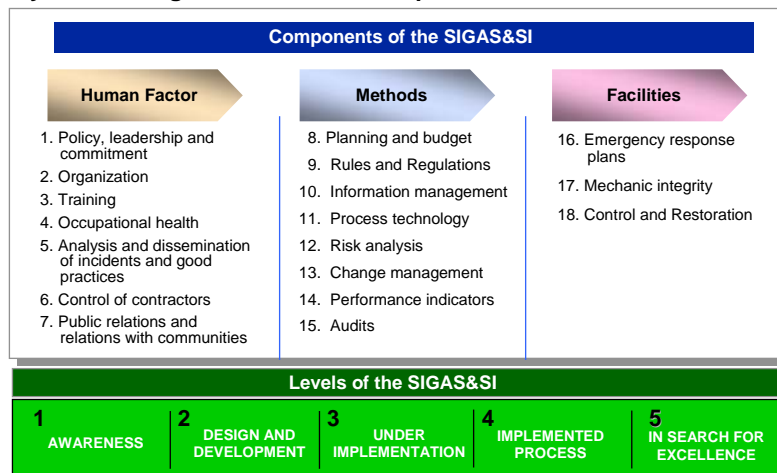 Components of the SIGAS&SI
Human Factor
1. Policy, leadership and
commitment
2. Organization
3. Training
4. Occupational health
5. Analysis and dissemination
of incidents and good
practices
6. Control of contractors
7. Public relations and
relations with communities
Methods
8. Planning and budget
9. Rules and Regulations
10. Information management
11. Process technology
12. Risk analysis
13. Change management
14. Performance indicators
15. Audits
Facilities
16. Emergency response
plans
17. Mechanic integrity
18. Control and Restoration
Levels of the SIGAS&SI
1
AWARENESS
2
DESIGN AND
DEVELOPMENT
3
UNDER
IMPLEMENTATION
4
IMPLEMENTED
PROCESS
5
IN SEARCH FOR
EXCELLENCE